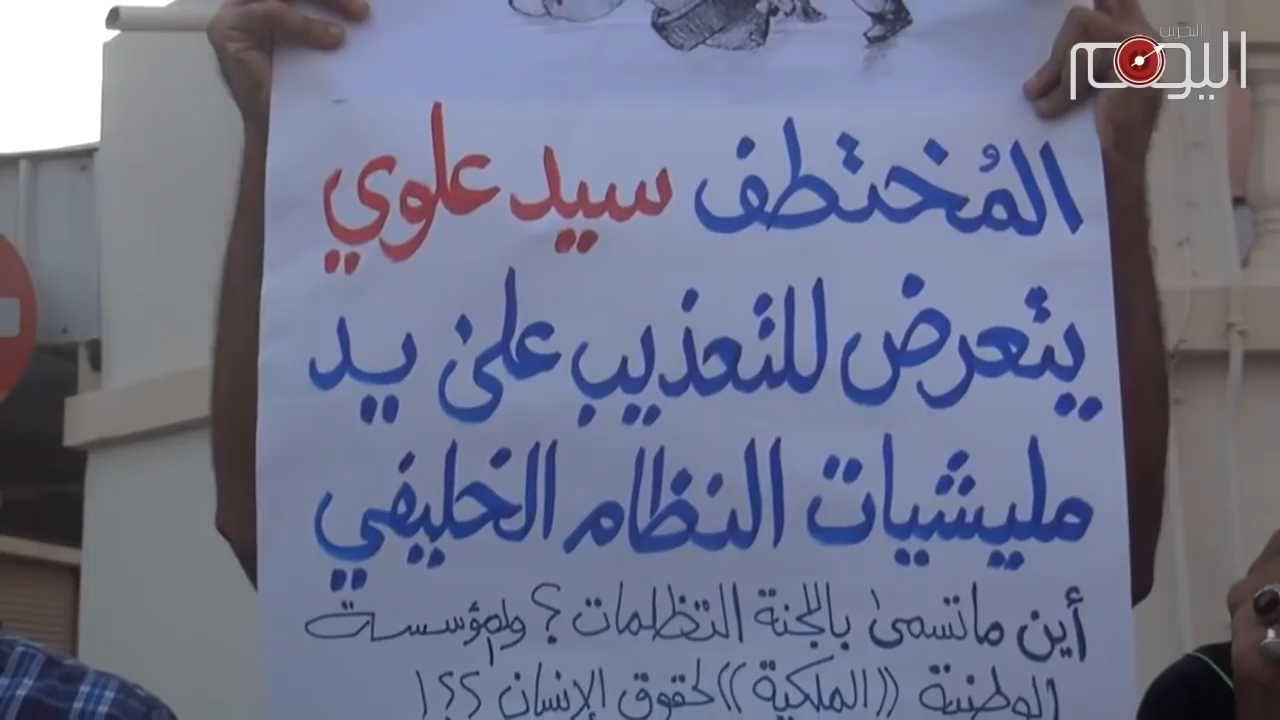 البحرين
اليوم
المُختطف سيد علوي
يتعرض للتعذيب على يد
مليشيات النظام الخليفي
أين ماتسمى باللجنة التظلمات؟ والمؤسسة
الوطنية ((الملكية)) لحقوق الإنسان؟؟!